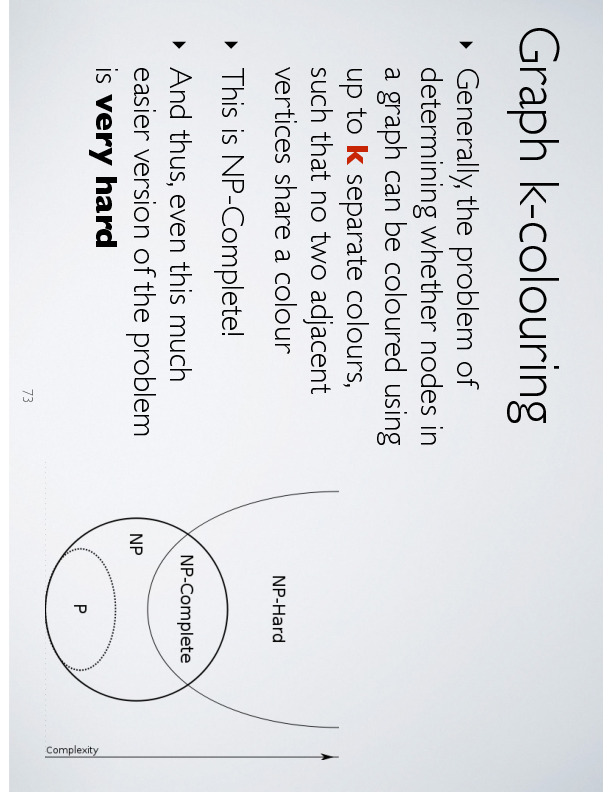 Graph k-colouring
Generally, the problem of
determining whether nodes in
a graph can be coloured using
up to k separate colours,
such that no two adjacent
vertices share a colour
This is NP-Complete!
And thus, even this much
easier version of the problem
is very hard
NP-Hard
NP-Complete
NP
P
Complexity
73